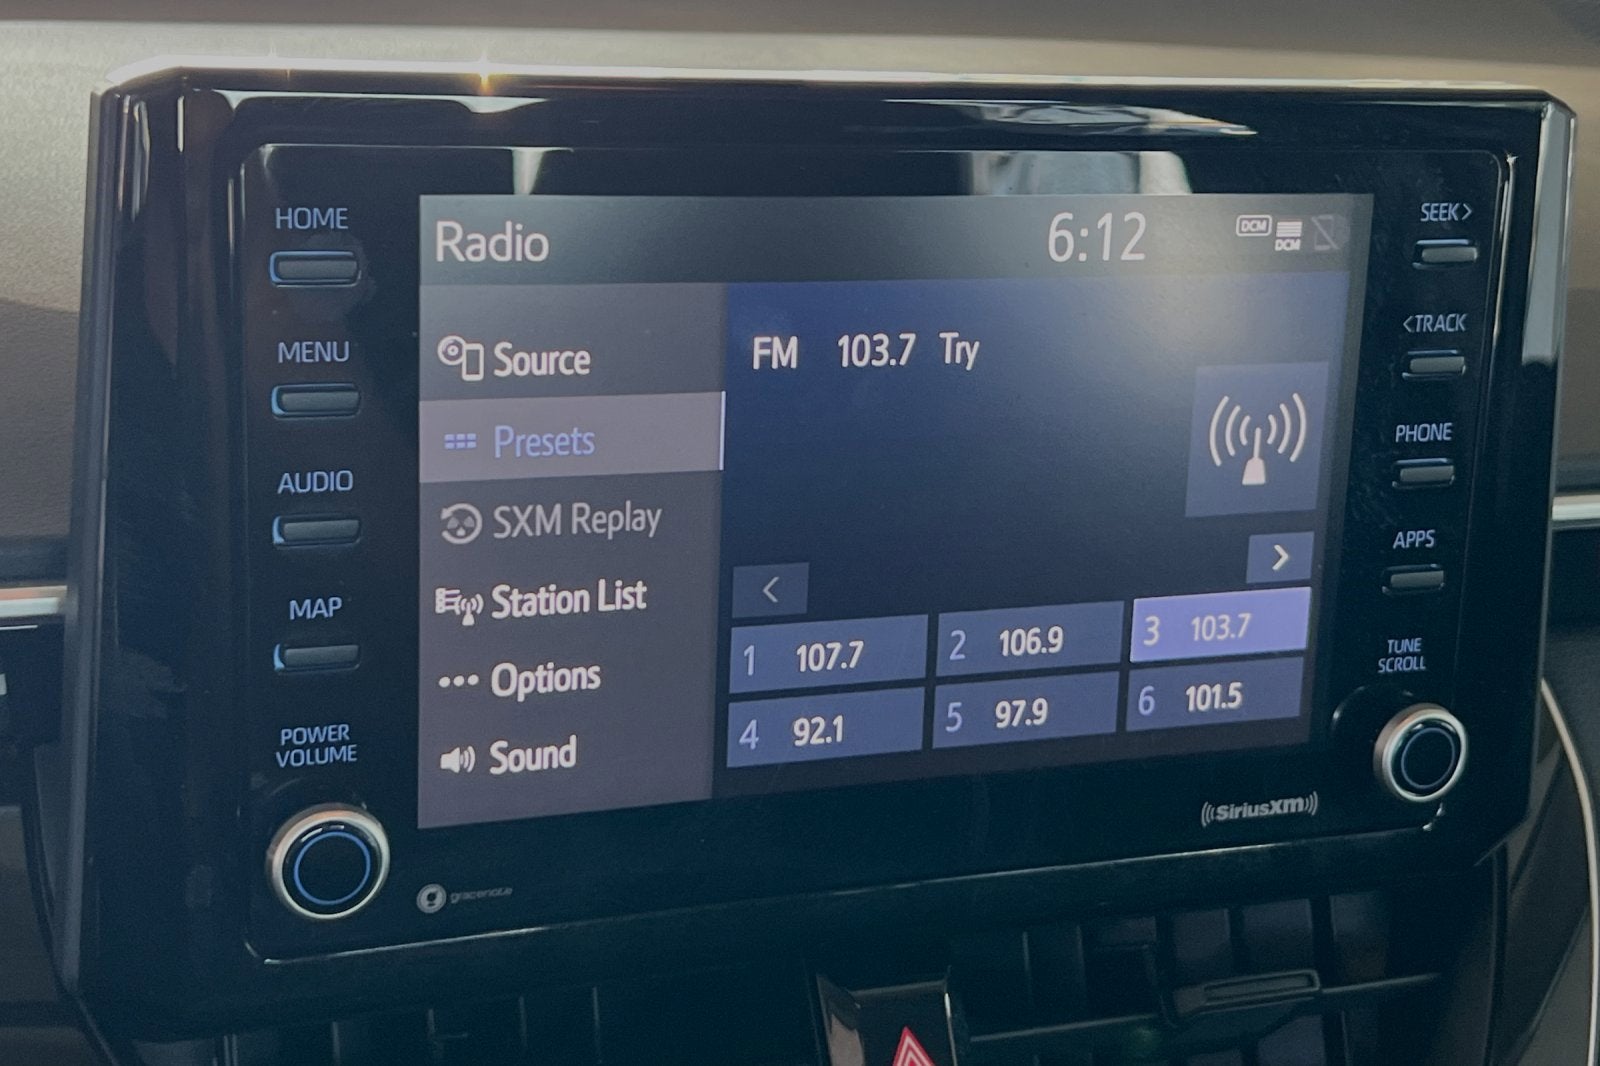 HOME
MENU
AUDIO
MAP
POWER
VOLUME
Radio
6:12
DCM
DCM
Source
Presets
SXM Replay
Station List
Options
Sound
FM 103.7 Try
<
>
1 107.7
2 106.9
3 103.7
4 92.1
5 97.9
6 101.5
SEEK>
<TRACK
PHONE
APPS
TUNE
SCROLL
gracenote
SiriusXM